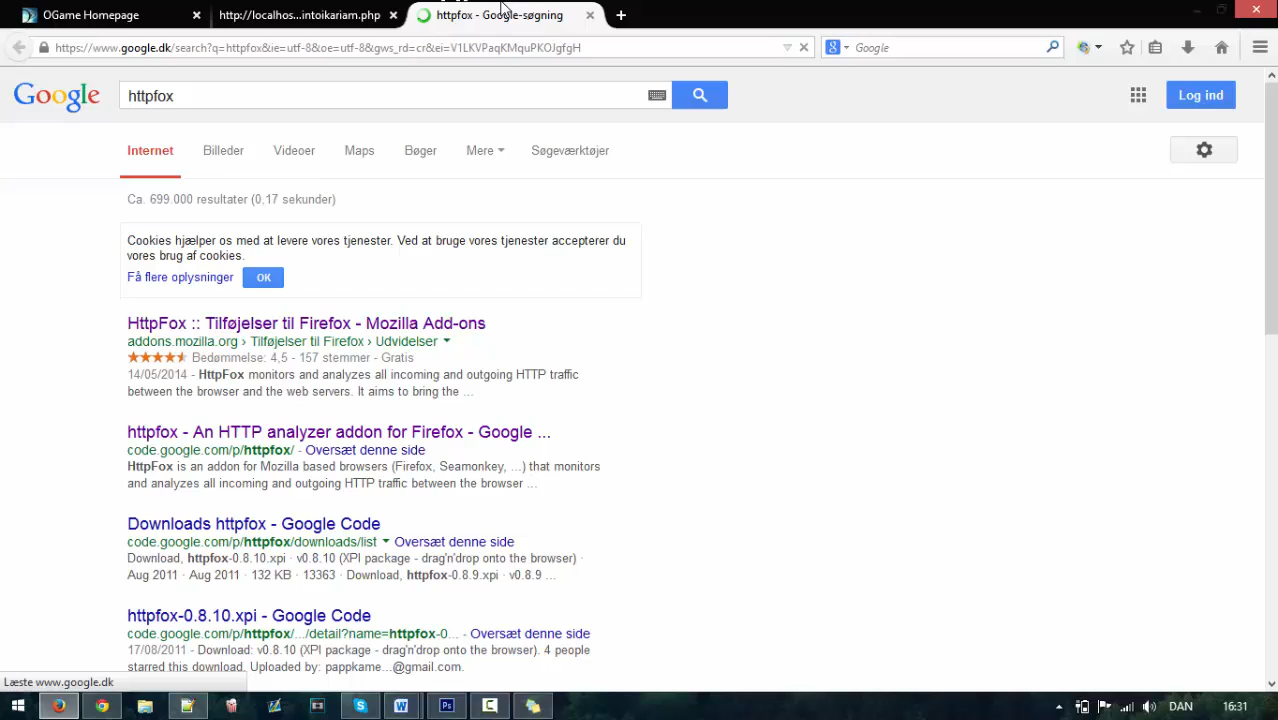 OGame Homepage
http://localhos...intoikariam.php
httpfox - Google-søgning
https://www.google.dk/search?q=httpfox&ie=utf-8&oe=utf-8&gws_rd=cr&ei=V1LKVPaqKMquPKOJgfgH
Google
Google
httpfox
Log ind
Internet
Billeder
Videoer
Maps
Bøger
Mere
Søgeværktøjer
Ca. 699.000 resultater (0,17 sekunder)
Cookies hjælper os med at levere vores tjenester. Ved at bruge vores tjenester accepterer du
vores brug af cookies.
Få flere oplysninger
OK
HttpFox :: Tilføjelser til Firefox - Mozilla Add-ons
addons.mozilla.org › Tilføjelser til Firefox › Udvidelser
Bedømmelse: 4,5 - 157 stemmer - Gratis
14/05/2014 - HttpFox monitors and analyzes all incoming and outgoing HTTP traffic
between the browser and the web servers. It aims to bring the ...
httpfox - An HTTP analyzer addon for Firefox - Google ...
code.google.com/p/httpfox/ - Oversæt denne side
HttpFox is an addon for Mozilla based browsers (Firefox, Seamonkey, ...) that monitors
and analyzes all incoming and outgoing HTTP traffic between the browser ...
Downloads httpfox - Google Code
code.google.com/p/httpfox/downloads/list Oversæt denne side
Download, httpfox-0.8.10.xpi · v0.8.10 (XPI package - drag'n'drop onto the browser) ·
Aug 2011 · Aug 2011 · 132 KB · 13363 · Download, httpfox-0.8.9.xpi · v0.8.9 ...
httpfox-0.8.10.xpi - Google Code
code.google.com/p/httpfox/.../detail?name=httpfox-0... - Oversæt denne side
17/08/2011 - Download: v0.8.10 (XPI package - drag'n'drop onto the browser). 4 people
starred this download. Uploaded by: pappkame...@gmail.com.
Læste www.google.dk
DAN
16:31